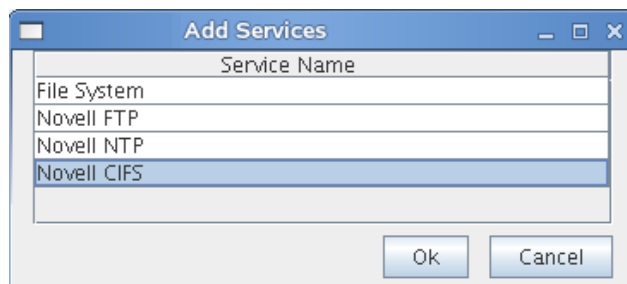 Add Services
Service Name
File System
Novell FTP
Novell NTP
Novell CIFS
Ok Cancel